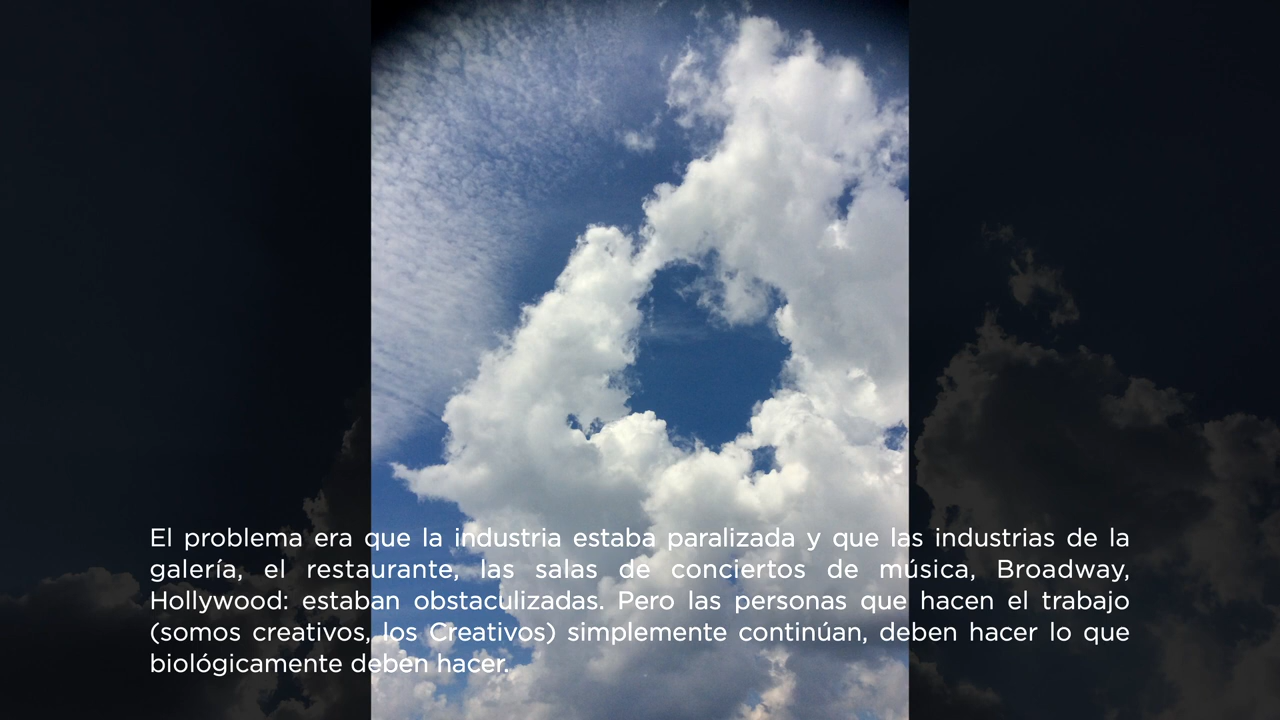 El problema era que la industria estaba paralizada y que las industrias de la
galería, el restaurante, las salas de conciertos de música, Broadway,
Hollywood: estaban obstaculizadas. Pero las personas que hacen el trabajo
(somos creativos, los Creativos) simplemente continúan, deben hacer lo que
biológicamente deben hacer.